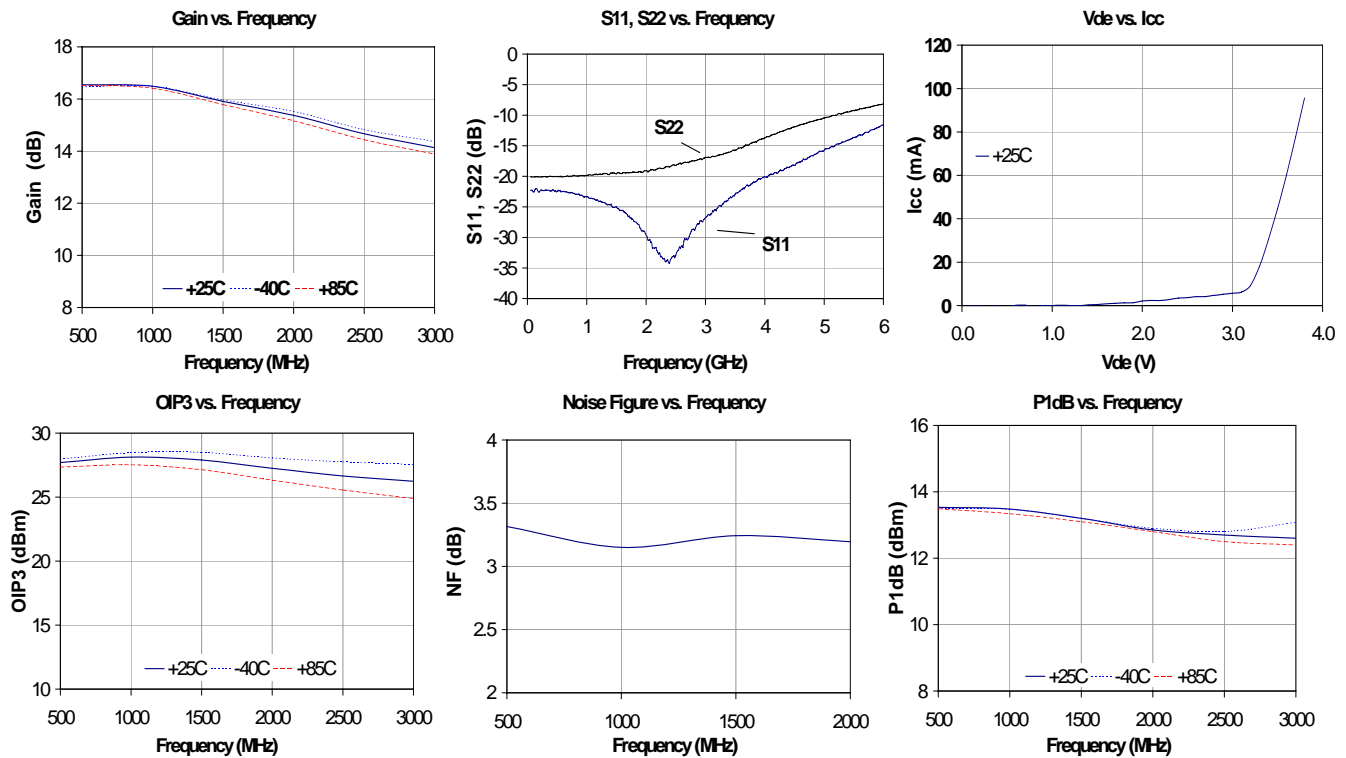 Gain vs. Frequency
18
16
14
12
10
8
Gain (dB)
+25C -40C +85C
500 1000 1500 2000 2500 3000
Frequency (MHz)
S11, S22 vs. Frequency
0
-5
-10
-15
-20
-25
-30
-35
-40
S11, S22 (dB)
S22
S11
0 1 2 3 4 5 6
Frequency (GHz)
Vde vs. Icc
120
100
80
60
40
20
0
Icc (mA)
+25C
0.0 1.0 2.0 3.0 4.0
Vde (V)
OIP3 vs. Frequency
30
25
20
15
10
OIP3 (dBm)
+25C -40C +85C
500 1000 1500 2000 2500 3000
Frequency (MHz)
Noise Figure vs. Frequency
4
3.5
3
2.5
2
NF (dB)
500 1000 1500 2000
Frequency (MHz)
P1dB vs. Frequency
16
14
12
10
8
P1dB (dBm)
+25C -40C +85C
500 1000 1500 2000 2500 3000
Frequency (MHz)